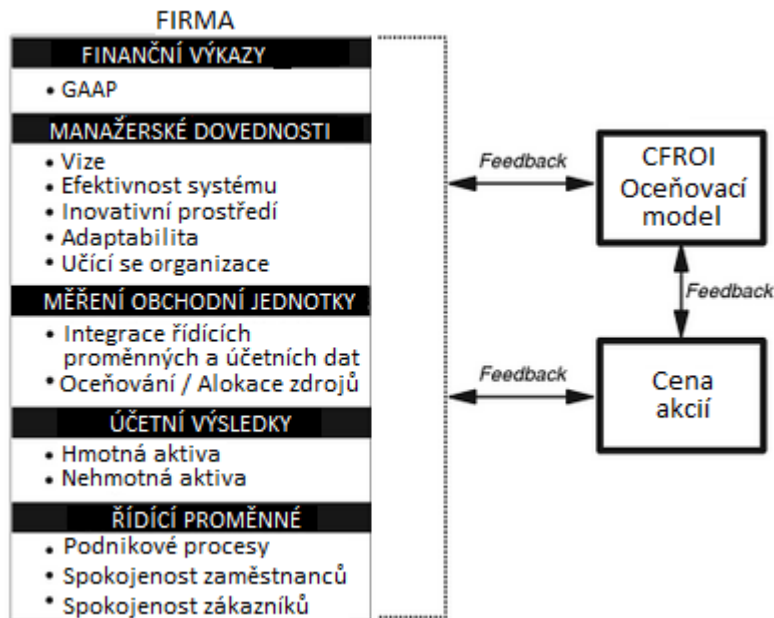 FIRMA
FINANČNÍ VÝKAZY
• GAAP
MANAŽERSKÉ DOVEDNOSTI
• Vize
• Efektivnost systému
• Inovativní prostředí
• Adaptabilita
• Učící se organizace
MĚŘENÍ OBCHODNÍ JEDNOTKY
• Integrace řídících
proměnných a účetních dat
• Oceňování / Alokace zdrojů
ÚČETNÍ VÝSLEDKY
• Hmotná aktiva
• Nehmotná aktiva
ŘÍDÍCÍ PROMĚNNÉ
• Podnikové procesy
• Spokojenost zaměstnanců
• Spokojenost zákazníků
Feedback
CFROI
Oceňovací
model
Feedback
Feedback
Cena
akcií